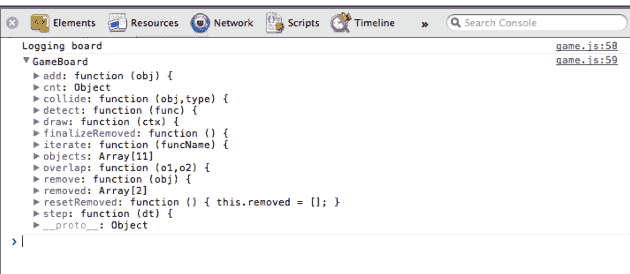 Elements Resources Network Scripts Timeline » Search Console
Logging board game.js:58
▼GameBoard game.js:59
▶ add: function (obj) {
▶ cnt: Object
▶ collide: function (obj,type) {
▶ detect: function (func) {
▶ draw: function (ctx) {
▶ finalizeRemoved: function () {
▶ iterate: function (funcName) {
▶ objects: Array[11]
▶ overlap: function (o1,o2) {
▶ remove: function (obj) {
▶ removed: Array[2]
▶ resetRemoved: function () { this.removed = []; }
▶ step: function (dt) {
▶ __proto__: Object
>